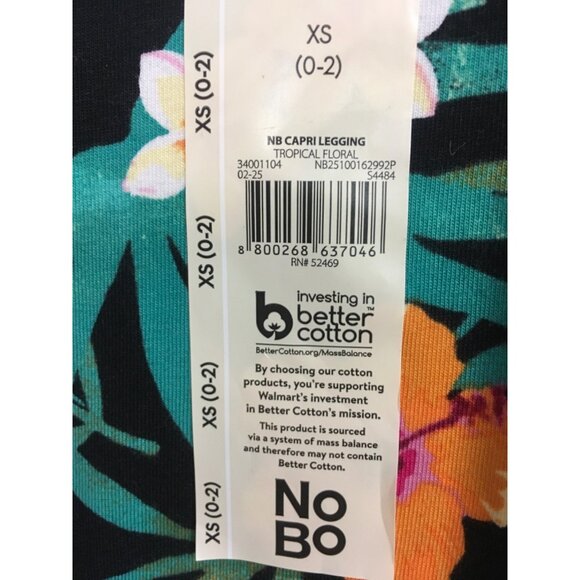 XS
(0-2)
NB CAPRI LEGGING
TROPICAL FLORAL
34001104 NB25100162992P
02-25 S4484
8 800268 637046
RN# 52469
investing in
better
cotton™
BetterCotton.org/MassBalance
By choosing our cotton
products, you're supporting
Walmart's investment
in Better Cotton's mission.
This product is sourced
via a system of mass balance
and therefore may not contain
Better Cotton.
NO
BO
XS (0-2)
XS (0-2)
XS (0-2)
XS (0-2)